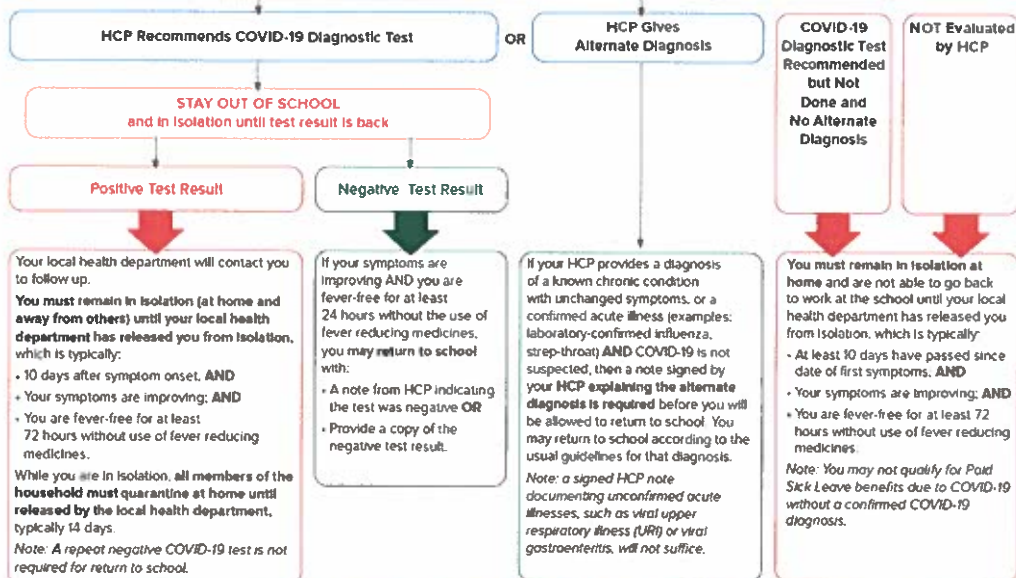 HCP Recommends COVID-19 Diagnostic Test
OR
HCP Gives
Alternate Diagnosis
COVID-19
Diagnostic Test
Recommended
but Not
Done and
No Alternate
Diagnosis
NOT Evaluated
by HCP
STAY OUT OF SCHOOL
and in Isolation until test result is back
Positive Test Result
Negative Test Result
Your local health department will contact you
to follow up.
You must remain in Isolation (at home and
away from others) until your local health
department has released you from Isolation,
which is typically:
• 10 days after symptom onset, AND
• Your symptoms are improving; AND
• You are fever-free for at least
72 hours without use of fever reducing
medicines.
While you are in Isolation, all members of the
household must quarantine at home until
released by the local health department,
typically 14 days.
Note: A repeat negative COVID-19 test is not
required for return to school.
If your symptoms are
improving AND you are
fever-free for at least
24 hours without the use of
fever reducing medicines,
you may return to school
with:
• A note from HCP indicating
the test was negative OR
• Provide a copy of the
negative test result.
If your HCP provides a diagnosis
of a known chronic condition
with unchanged symptoms, or a
confirmed acute illness (examples:
laboratory-confirmed influenza,
strep-throat) AND COVID-19 is not
suspected, then a note signed by
your HCP explaining the alternate
diagnosis is required before you will
be allowed to return to school. You
may return to school according to the
usual guidelines for that diagnosis.
Note: a signed HCP note
documenting unconfirmed acute
illnesses, such as viral upper
respiratory illness (URI) or viral
gastroenteritis, will not suffice.
You must remain in Isolation at
home and are not able to go back
to work at the school until your local
health department has released you
from Isolation, which is typically
• At least 10 days have passed since
date of first symptoms, AND
• Your symptoms are Improving; AND
• You are fever-free for at least 72
hours without use of fever reducing
medicines.
Note: You may not qualify for Paid
Sick Leave benefits due to COVID-19
without a confirmed COVID-19
diagnosis.